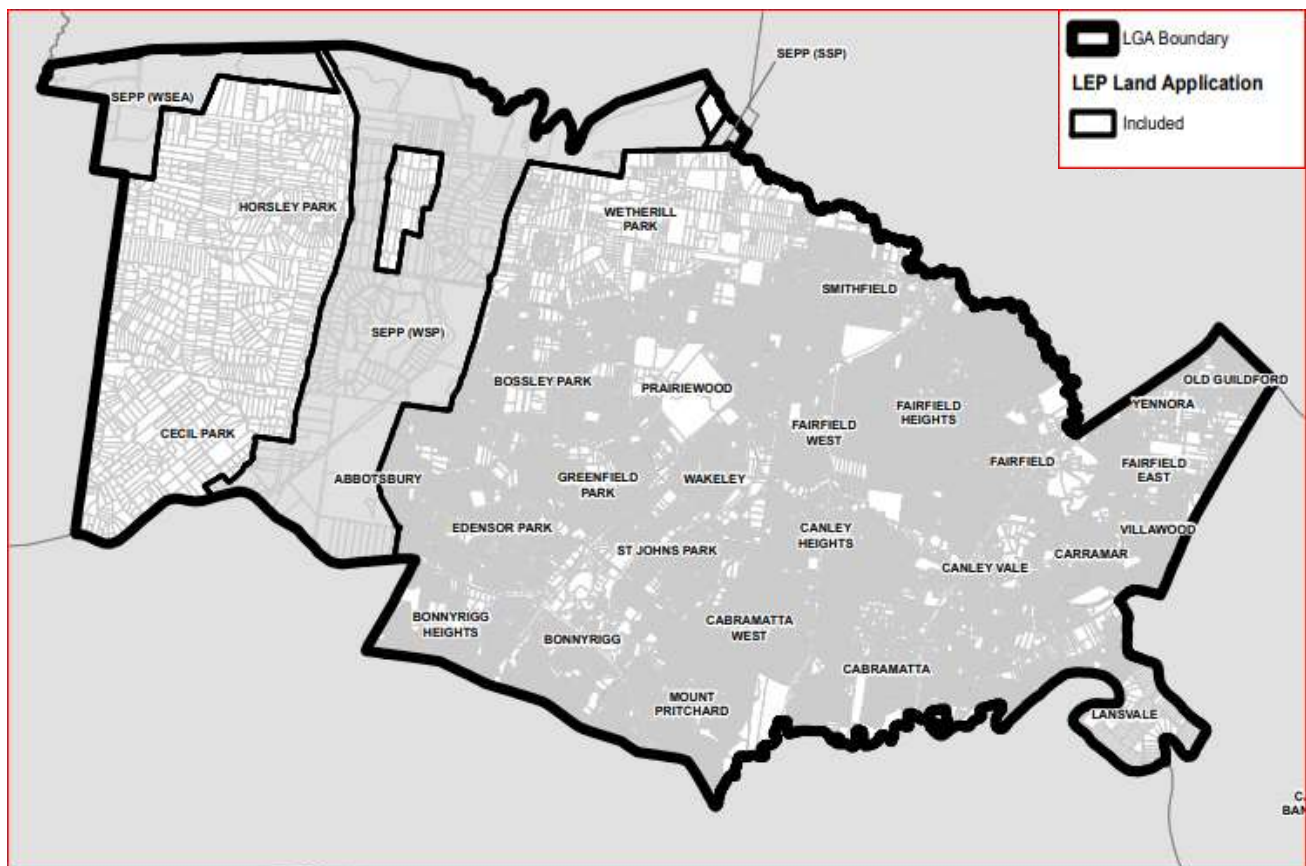 LGA Boundary
LEP Land Application
Included
SEPP (SSP)
SEPP (WSEA)
HORSLEY PARK
WETHERILL
PARK
SMITHFIELD
SEPP (WSP)
BOSSLEY PARK
PRAIRIEWOOD
OLD GUILDFORD
YENNORA
FAIRFIELD
HEIGHTS
FAIRFIELD
WEST
CECIL PARK
FAIRFIELD
FAIRFIELD
EAST
ABBOTSBURY
GREENFIELD
PARK
WAKELEY
EDENSOR PARK
CANLEY
HEIGHTS
VILLAWOOD
ST JOHNS PARK
CARRAMAR
CANLEY VALE
BONNYRIGG
HEIGHTS
BONNYRIGG
CABRAMATTA
WEST
CABRAMATTA
MOUNT
PRITCHARD
LANSVALE